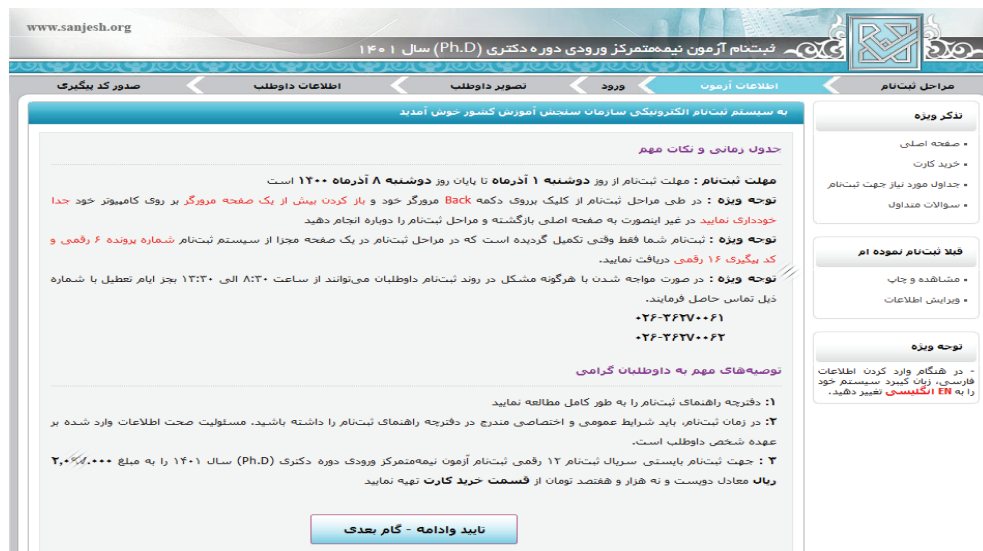 www.sanjesh.org
ثبت‌نام آزمون نیمه‌متمرکز ورودی دوره دکتری (Ph.D) سال ۱۴۰۱
مراحل ثبت‌نام
اطلاعات آزمون
ورود
تصویر داوطلب
اطلاعات داوطلب
صدور کد پیگیری
تذکر ویژه
صفحه اصلی
خرید کارت
جداول مورد نیاز جهت ثبت‌نام
سوالات متداول
قبلا ثبت‌نام نموده ام
مشاهده و چاپ
ویرایش اطلاعات
توجه ویژه
- در هنگام وارد کردن اطلاعات
فارسی، زبان کیبرد سیستم خود
را به EN انگلیسی تغییر دهید.
به سیستم ثبت‌نام الکترونیکی سازمان سنجش آموزش کشور خوش آمدید
جدول زمانی و نکات مهم
مهلت ثبت‌نام : مهلت ثبت‌نام از روز دوشنبه ۱ آذرماه تا پایان روز دوشنبه ۸ آذرماه ۱۴۰۰ است
توجه ویژه : در طی مراحل ثبت‌نام از کلیک برروی دکمه Back مرورگر خود و باز کردن بیش از یک صفحه مرورگر بر روی کامپیوتر خود جدا
خودداری نمایید در غیر اینصورت به صفحه اصلی بازگشته و مراحل ثبت‌نام را دوباره انجام دهید
توجه ویژه : ثبت‌نام شما فقط وقتی تکمیل گردیده است که در مراحل ثبت‌نام در یک صفحه مجزا از سیستم ثبت‌نام شماره پرونده ۶ رقمی و
کد پیگیری ۱۶ رقمی دریافت نمایید.
توجه ویژه : در صورت مواجه شدن با هرگونه مشکل در روند ثبت‌نام داوطلبان می‌توانند از ساعت ۸:۳۰ الی ۱۳:۳۰ بجز ایام تعطیل با شماره
ذیل تماس حاصل فرمایند.
۰۲۶-۳۶۲۷۰۰۶۱
۰۲۶-۳۶۲۷۰۰۶۲
توصیه‌های مهم به داوطلبان گرامی
۱: دفترچه راهنمای ثبت‌نام را به طور کامل مطالعه نمایید
۲: در زمان ثبت‌نام، باید شرایط عمومی و اختصاصی مندرج در دفترچه راهنمای ثبت‌نام را داشته باشید. مسئولیت صحت اطلاعات وارد شده بر
عهده شخص داوطلب است.
۳ : جهت ثبت‌نام بایستی سریال ثبت‌نام ۱۲ رقمی ثبت‌نام آزمون نیمه‌متمرکز ورودی دوره دکتری (Ph.D) سال ۱۴۰۱ را به مبلغ
ریال معادل دویست و نه هزار و هفتصد تومان از قسمت خرید کارت تهیه نمایید
تایید وادامه - گام بعدی